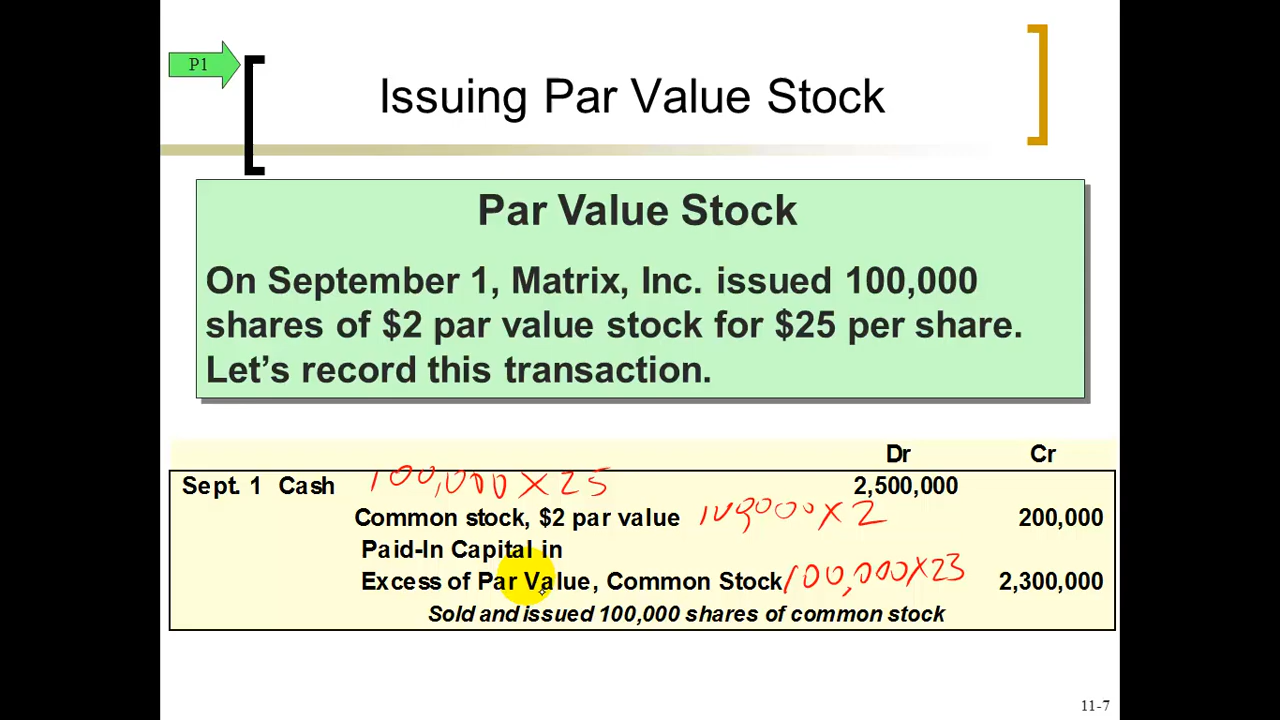 P1
Issuing Par Value Stock
Par Value Stock
On September 1, Matrix, Inc. issued 100,000
shares of $2 par value stock for $25 per share.
Let’s record this transaction.
Dr Cr
Sept. 1 Cash 100,000 X 25 2,500,000
Common stock, $2 par value 100,000 X 2 200,000
Paid-In Capital in
Excess of Par Value, Common Stock 100,000 X 23 2,300,000
Sold and issued 100,000 shares of common stock
11-7